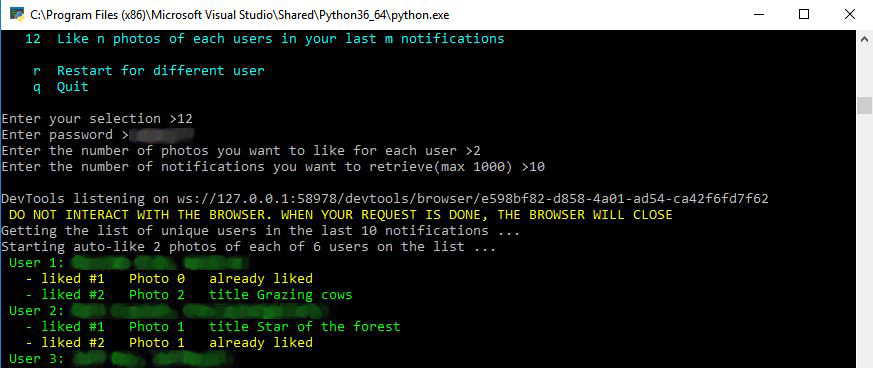 C:\Program Files (x86)\Microsoft Visual Studio\Shared\Python36_64\python.exe
12 Like n photos of each users in your last m notifications
r Restart for different user
q Quit
Enter your selection >12
Enter password >
Enter the number of photos you want to like for each user >2
Enter the number of notifications you want to retrieve(max 1000) >10
DevTools listening on ws://127.0.0.1:58978/devtools/browser/e598bf82-d858-4a01-ad54-ca42f6fd7f62
DO NOT INTERACT WITH THE BROWSER. WHEN YOUR REQUEST IS DONE, THE BROWSER WILL CLOSE
Getting the list of unique users in the last 10 notifications ...
Starting auto-like 2 photos of each of 6 users on the list ...
User 1:
- liked #1 Photo 0 already liked
- liked #2 Photo 2 title Grazing cows
User 2:
- liked #1 Photo 1 title Star of the forest
- liked #2 Photo 1 already liked
User 3: